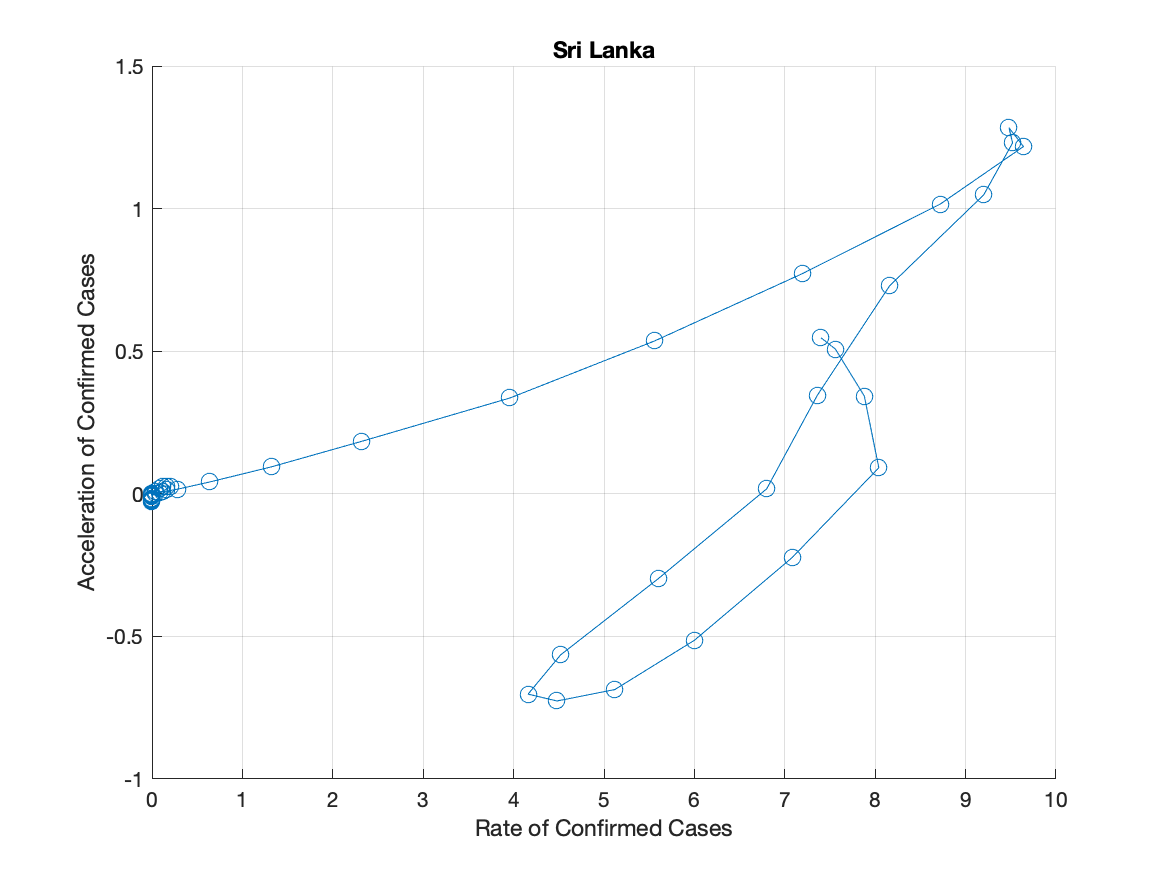 Sri Lanka
1.5
1
0.5
0
-0.5
-1
Acceleration of Confirmed Cases
0 1 2 3 4 5 6 7 8 9 10
Rate of Confirmed Cases